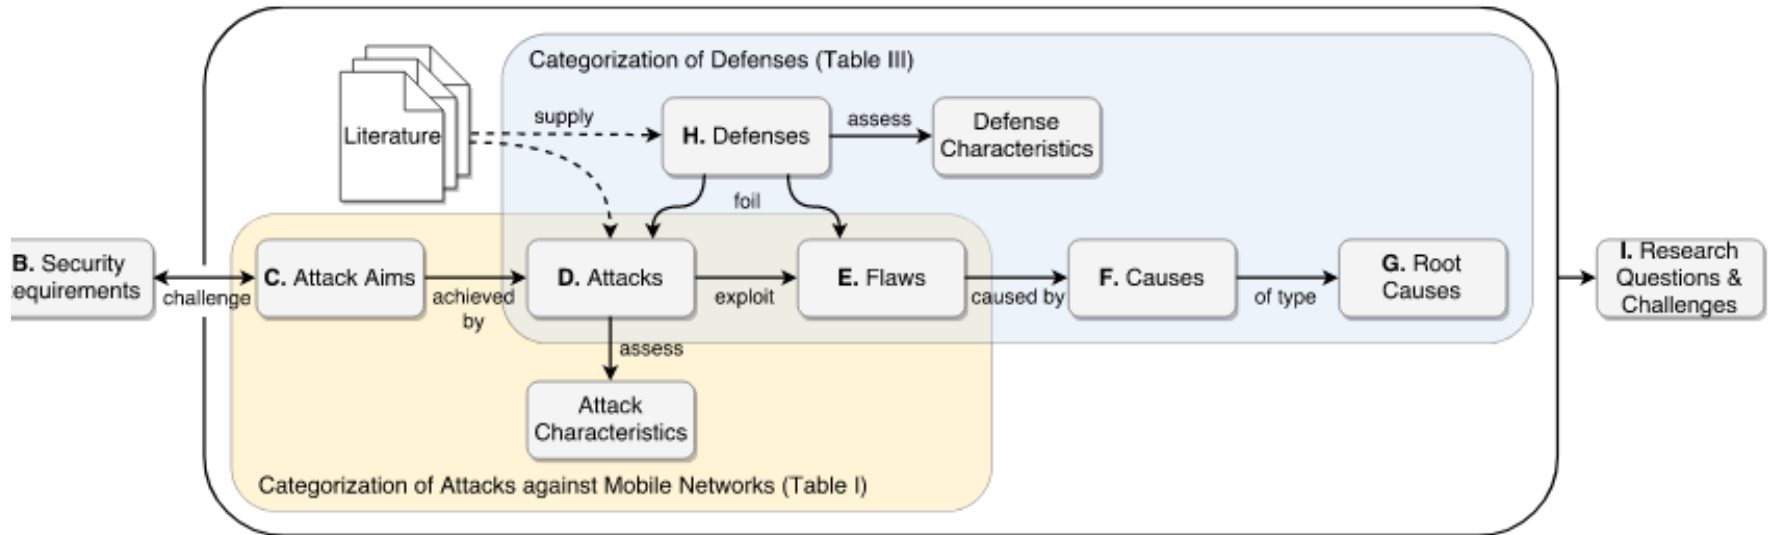 Categorization of Defenses (Table III)
Literature
supply
H. Defenses
assess
Defense
Characteristics
foil
B. Security
equirements
challenge
C. Attack Aims
achieved
by
D. Attacks
exploit
E. Flaws
caused by
F. Causes
of type
G. Root
Causes
I. Research
Questions &
Challenges
assess
Attack
Characteristics
Categorization of Attacks against Mobile Networks (Table I)